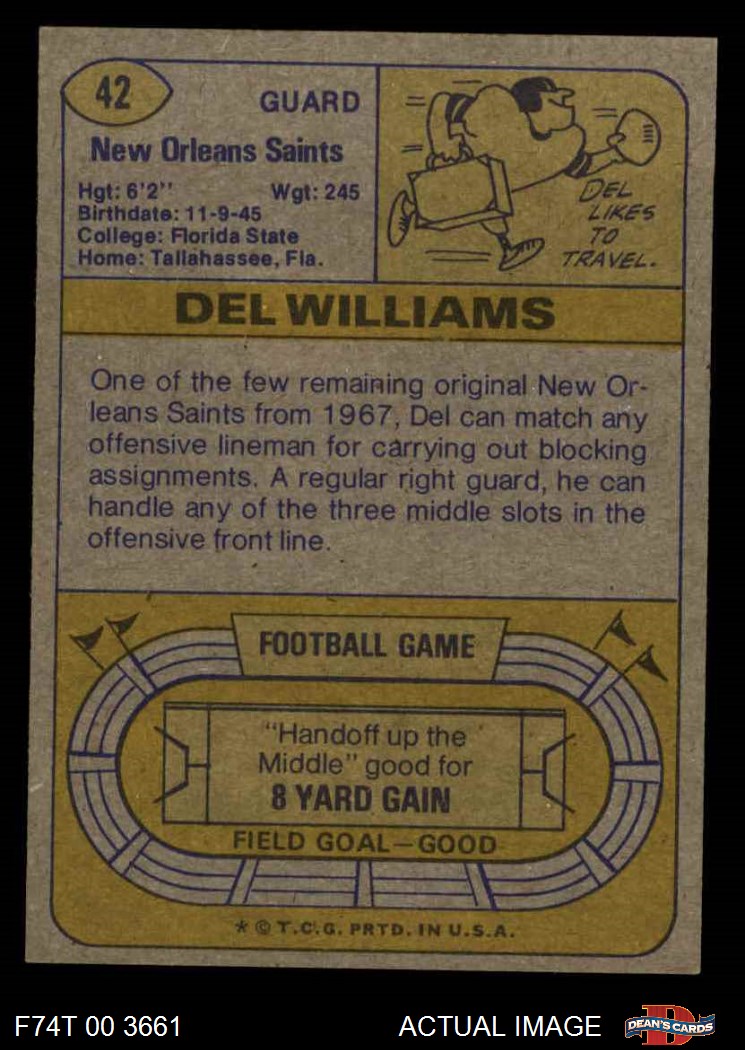 42
GUARD
New Orleans Saints
Hgt: 6'2" Wgt: 245
Birthdate: 11-9-45
College: Florida State
Home: Tallahassee, Fla.
DEL
LIKES
TO
TRAVEL.
DEL WILLIAMS
One of the few remaining original New Or-
leans Saints from 1967, Del can match any
offensive lineman for carrying out blocking
assignments. A regular right guard, he can
handle any of the three middle slots in the
offensive front line.
FOOTBALL GAME
"Handoff up the
Middle" good for
8 YARD GAIN
FIELD GOAL—GOOD
* © T.C.G. PRTD. IN U.S.A.
F74T 00 3661 ACTUAL IMAGE
DEAN'S CARDS